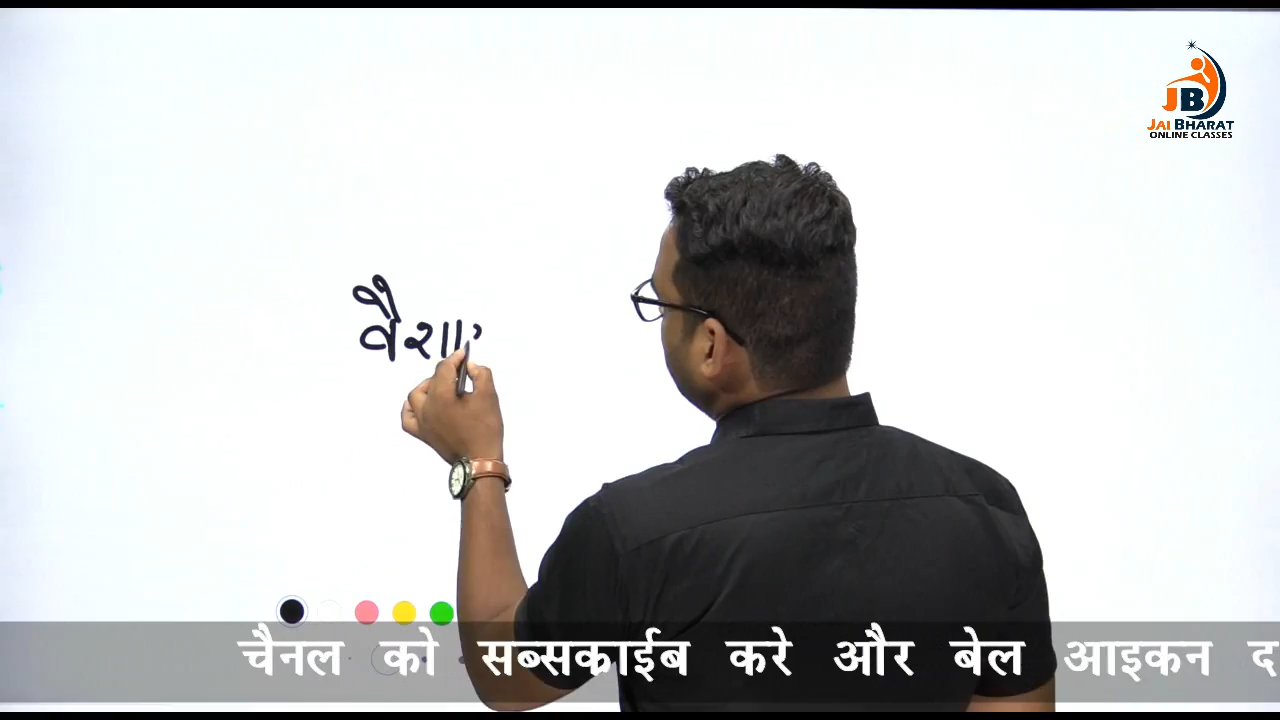 JB
JAI BHARAT
ONLINE CLASSES
वैशा
चैनल को सब्सक्राईब करे और बेल आइकन द